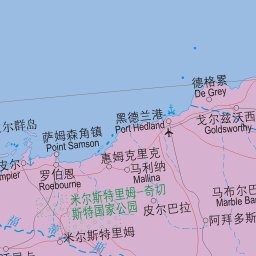 德格累
De Grey
黑德兰港
Port Hedland
戈尔兹沃西
Goldsworthy
尔群岛
萨姆森角镇
Point Samson
皮尔
mpier
惠姆克里克
罗伯恩
Roebourne
马利纳
Mallina
米尔斯特里姆-奇切
斯特国家公园
马布尔巴
Marble Bar
皮尔巴拉
阿拜多斯
米尔斯特里姆